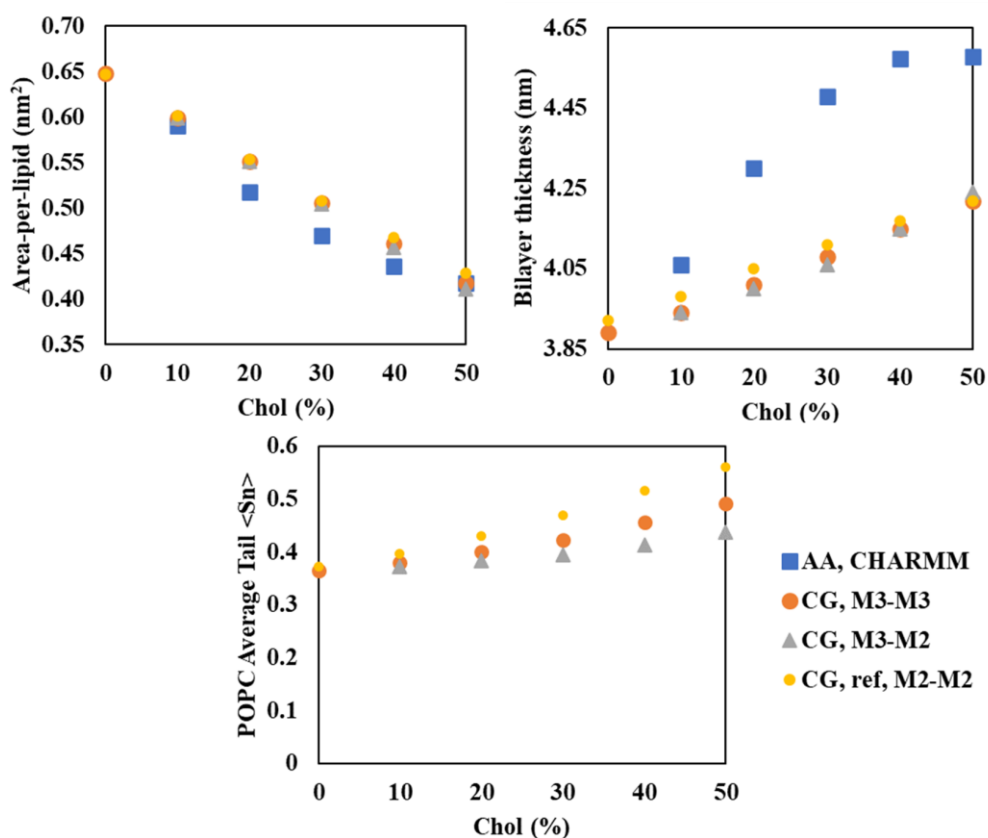 Area-per-lipid (nm²)
0.70
0.65
0.60
0.55
0.50
0.45
0.40
0.35
0 10 20 30 40 50
Chol (%)
Bilayer thickness (nm)
4.65
4.45
4.25
4.05
3.85
0 10 20 30 40 50
Chol (%)
POPC Average Tail <Sn>
0.6
0.5
0.4
0.3
0.2
0.1
0
0 10 20 30 40 50
Chol (%)
AA, CHARMM
CG, M3-M3
CG, M3-M2
CG, ref, M2-M2